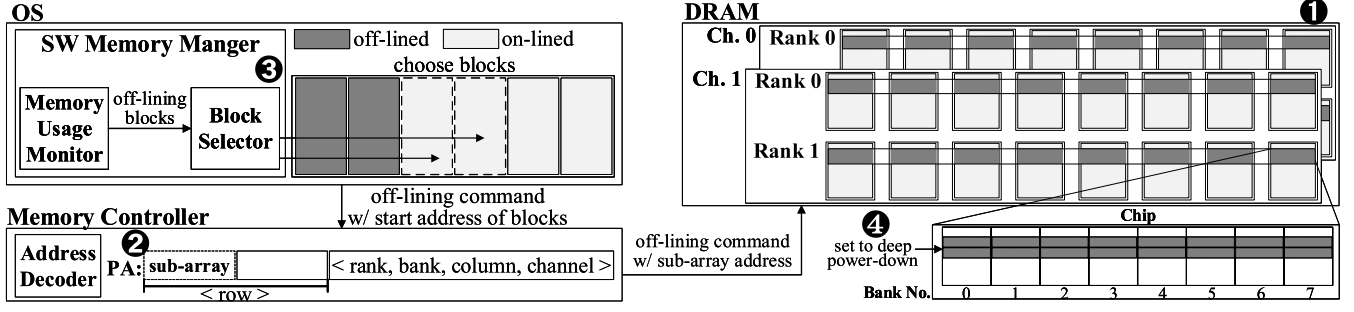 OS
SW Memory Manger
❸
off-lined
on-lined
choose blocks
Memory
Usage
Monitor
off-lining
blocks
Block
Selector
off-lining command
w/ start address of blocks
Memory Controller
Address
Decoder
❷
PA:
sub-array
< rank, bank, column, channel >
< row >
off-lining command
w/ sub-array address
DRAM
❶
Ch. 0
Rank 0
Ch. 1
Rank 0
Rank 1
Chip
❹
set to deep
power-down
Bank No.
0 1 2 3 4 5 6 7